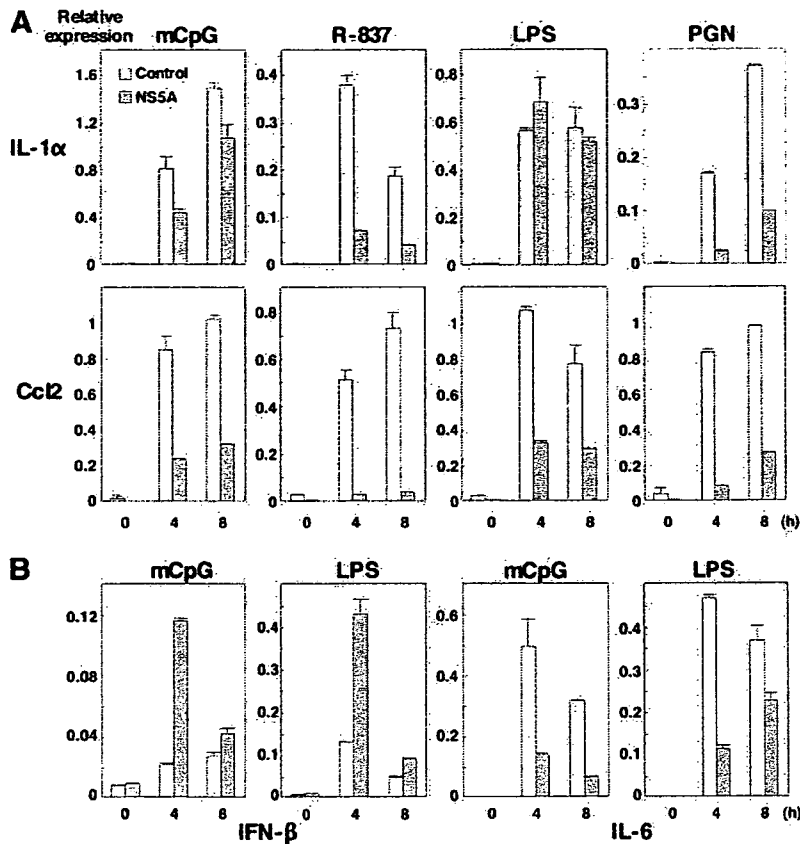 A
Relative
expression
mCpG
R-837
LPS
PGN
Control
NS5A
IL-1α
1.6
1.2
0.8
0.4
0
0.4
0.3
0.2
0.1
0
0.8
0.6
0.4
0.2
0
0.3
0.2
0.1
0
Ccl2
1
0.8
0.6
0.4
0.2
0
0.8
0.6
0.4
0.2
0
1
0.8
0.6
0.4
0.2
0
1
0.8
0.6
0.4
0.2
0
0 4 8
0 4 8
0 4 8
0 4 8 (h)
B
mCpG
LPS
mCpG
LPS
0.12
0.08
0.04
0
0.4
0.3
0.2
0.1
0
0.6
0.4
0.2
0
0.4
0.3
0.2
0.1
0
0 4 8
0 4 8
0 4 8
0 4 8 (h)
IFN-β
IL-6